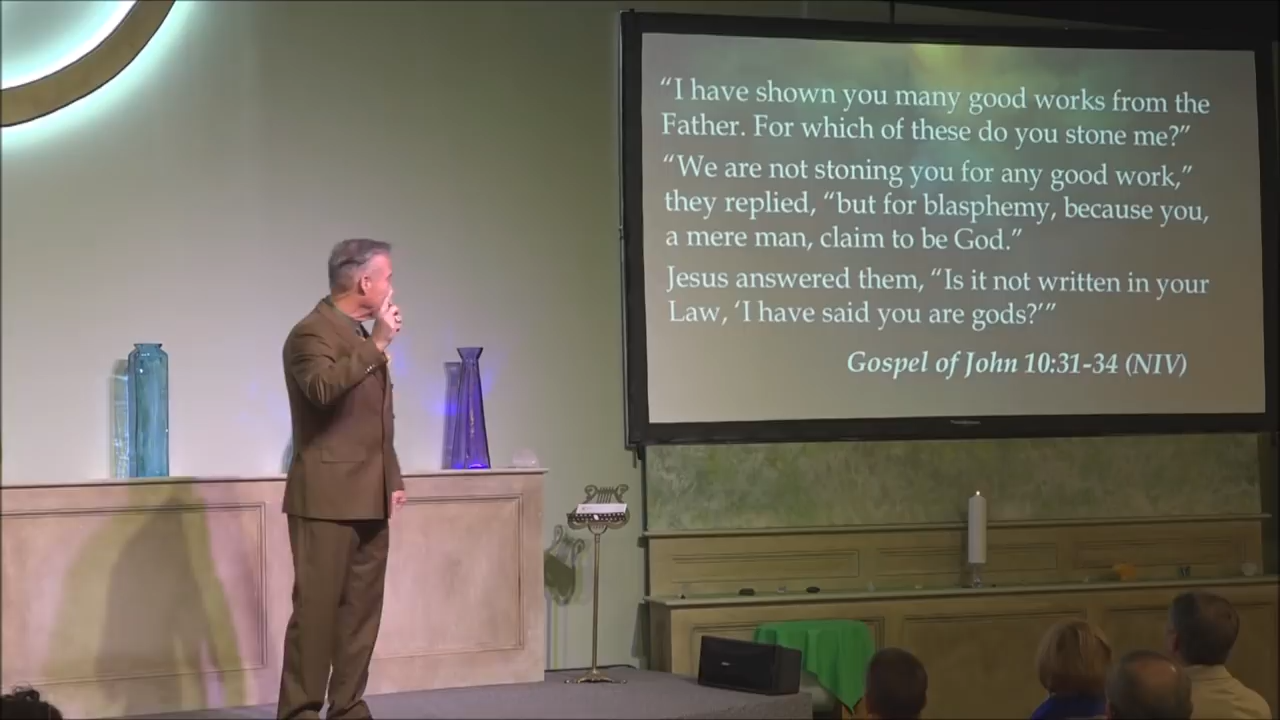 “I have shown you many good works from the
Father. For which of these do you stone me?”
“We are not stoning you for any good work,”
they replied, “but for blasphemy, because you,
a mere man, claim to be God.”
Jesus answered them, “Is it not written in your
Law, ‘I have said you are gods?’”
Gospel of John 10:31-34 (NIV)